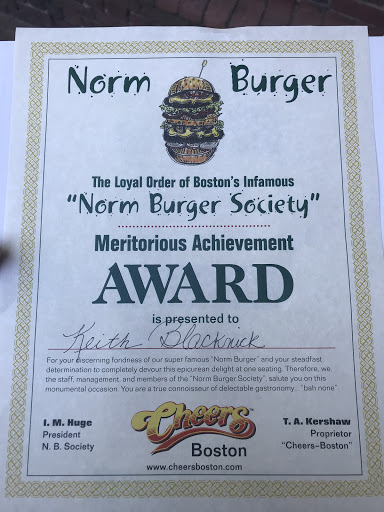 Norm Burger
The Loyal Order of Boston's Infamous
"Norm Burger Society"
Meritorious Achievement
AWARD
is presented to
Keith Blacknick
For your discerning fondness of our super famous "Norm Burger" and your steadfast
determination to completely devour this epicurean delight at one seating. Therefore, we,
the staff, management, and members of the "Norm Burger Society", salute you on this
monumental occasion. You are a true connoisseur of delectable gastronomy... "bah none".
I. M. Huge
President
N. B. Society
Cheers
Boston
www.cheersboston.com
T. A. Kershaw
Proprietor
"Cheers–Boston"